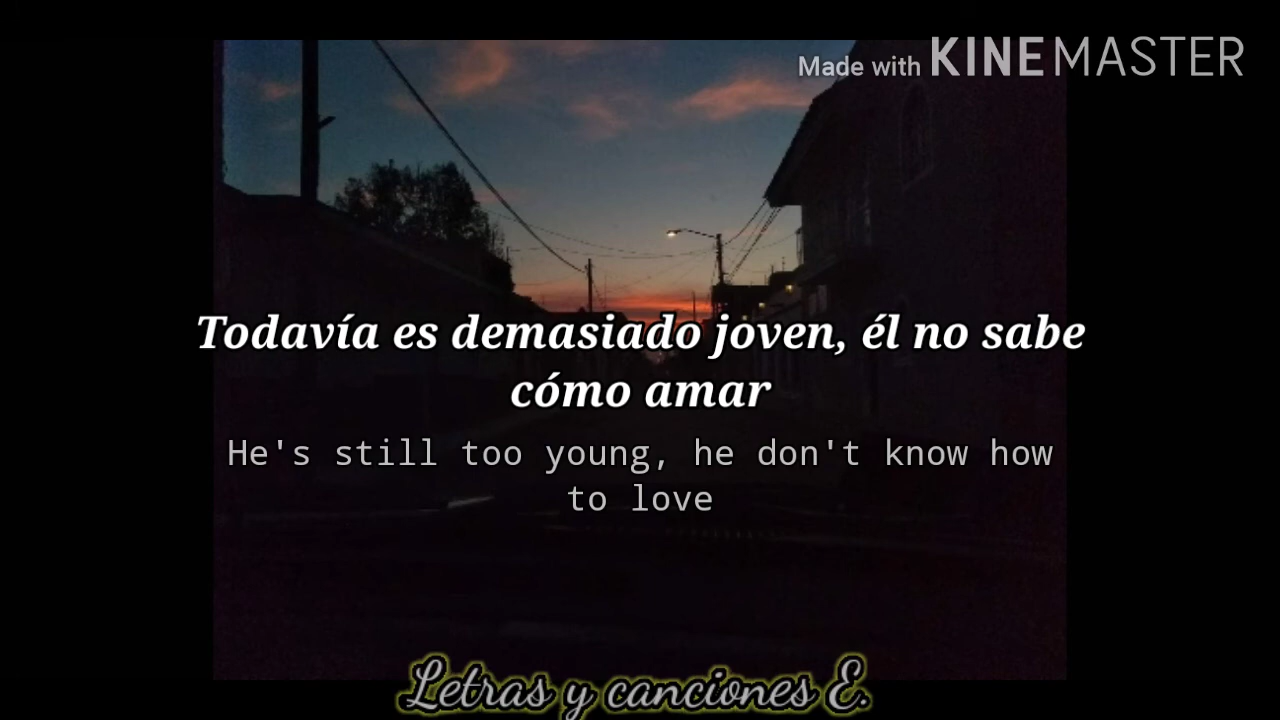 Made with KINEMASTER
Todavía es demasiado joven, él no sabe
cómo amar
He's still too young, he don't know how
to love
Letras y canciones E.